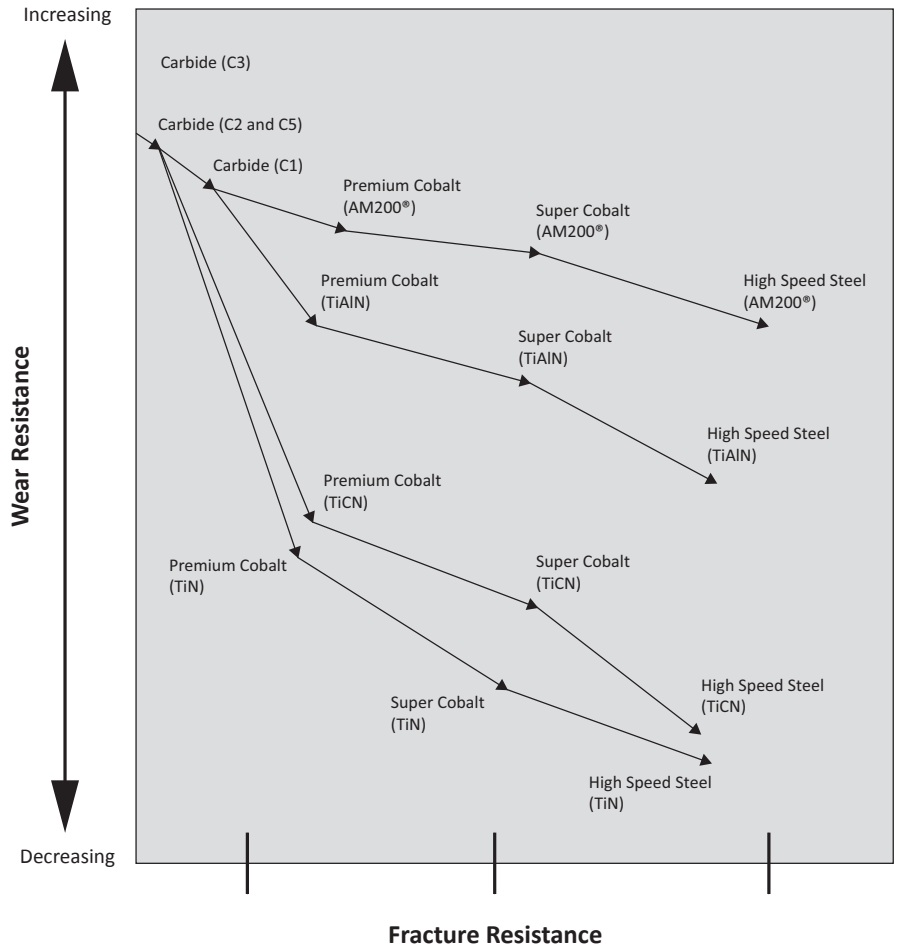 Increasing
Carbide (C3)
Carbide (C2 and C5)
Carbide (C1)
Premium Cobalt
(AM200®)
Super Cobalt
(AM200®)
High Speed Steel
(AM200®)
Premium Cobalt
(TiAlN)
Super Cobalt
(TiAlN)
High Speed Steel
(TiAlN)
Wear Resistance
Premium Cobalt
(TiCN)
Premium Cobalt
(TiN)
Super Cobalt
(TiCN)
Super Cobalt
(TiN)
High Speed Steel
(TiCN)
High Speed Steel
(TiN)
Decreasing
Fracture Resistance